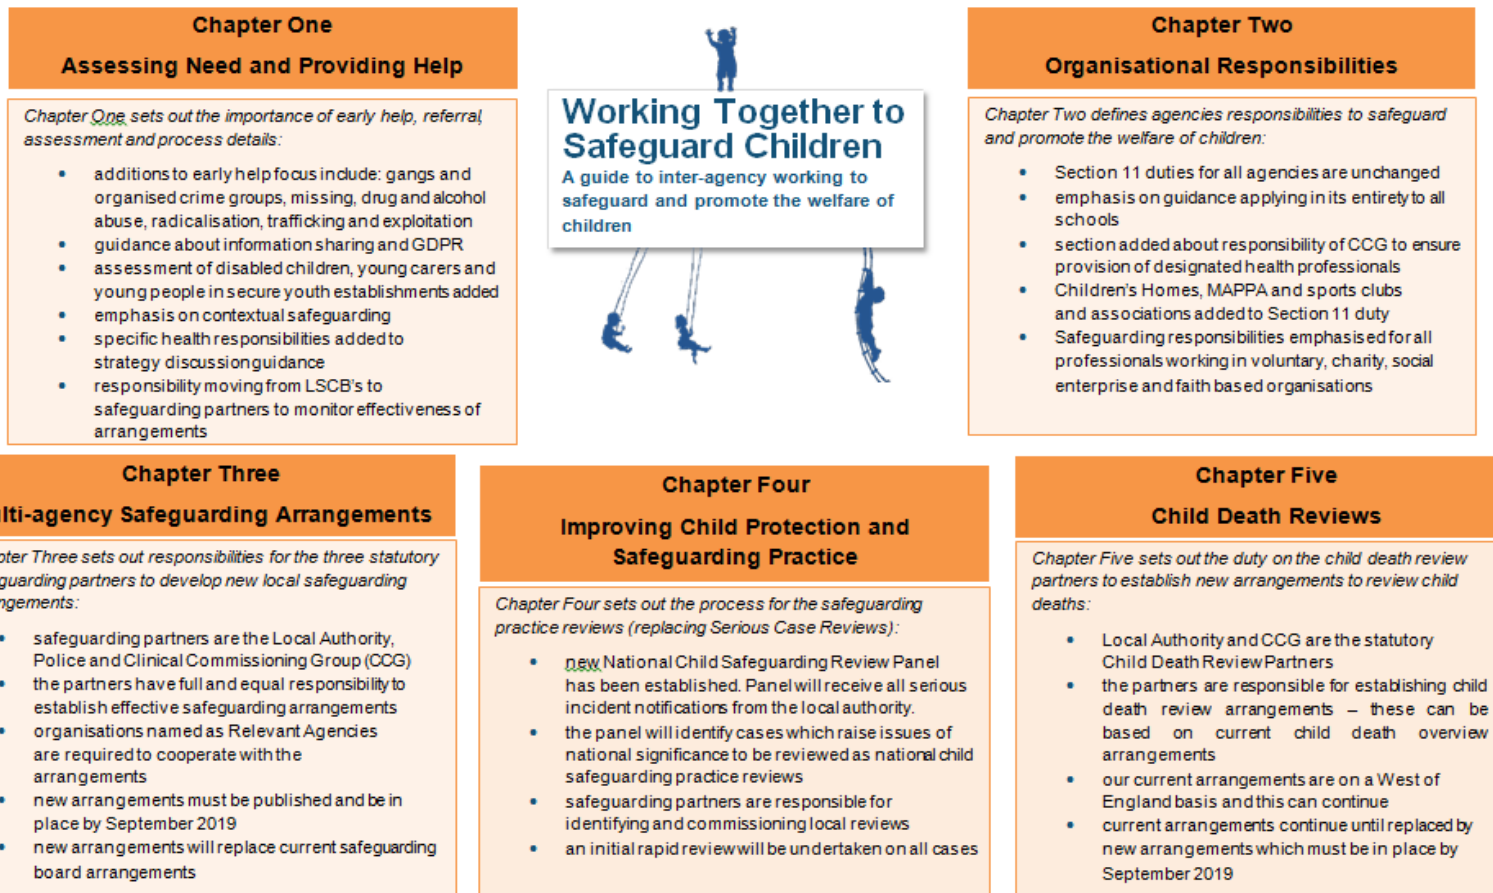 Chapter One
Assessing Need and Providing Help
Chapter One sets out the importance of early help, referral,
assessment and process details:
• additions to early help focus include: gangs and
organised crime groups, missing, drug and alcohol
abuse, radicalisation, trafficking and exploitation
• guidance about information sharing and GDPR
• assessment of disabled children, young carers and
young people in secure youth establishments added
• emphasis on contextual safeguarding
• specific health responsibilities added to
strategy discussion guidance
• responsibility moving from LSCB's to
safeguarding partners to monitor effectiveness of
arrangements
Working Together to
Safeguard Children
A guide to inter-agency working to
safeguard and promote the welfare of
children
Chapter Two
Organisational Responsibilities
Chapter Two defines agencies responsibilities to safeguard
and promote the welfare of children:
• Section 11 duties for all agencies are unchanged
• emphasis on guidance applying in its entirety to all
schools
• section added about responsibility of CCG to ensure
provision of designated health professionals
• Children's Homes, MAPPA and sports clubs
and associations added to Section 11 duty
• Safeguarding responsibilities emphasised for all
professionals working in voluntary, charity, social
enterprise and faith based organisations
Chapter Three
lti-agency Safeguarding Arrangements
pter Three sets out responsibilities for the three statutory
guarding partners to develop new local safeguarding
ngements:
• safeguarding partners are the Local Authority,
Police and Clinical Commissioning Group (CCG)
• the partners have full and equal responsibility to
establish effective safeguarding arrangements
• organisations named as Relevant Agencies
are required to cooperate with the
arrangements
• new arrangements must be published and be in
place by September 2019
• new arrangements will replace current safeguarding
board arrangements
Chapter Four
Improving Child Protection and
Safeguarding Practice
Chapter Four sets out the process for the safeguarding
practice reviews (replacing Serious Case Reviews):
• new National Child Safeguarding Review Panel
has been established. Panel will receive all serious
incident notifications from the local authority.
• the panel will identify cases which raise issues of
national significance to be reviewed as national child
safeguarding practice reviews
• safeguarding partners are responsible for
identifying and commissioning local reviews
• an initial rapid review will be undertaken on all cases
Chapter Five
Child Death Reviews
Chapter Five sets out the duty on the child death review
partners to establish new arrangements to review child
deaths:
• Local Authority and CCG are the statutory
Child Death Review Partners
• the partners are responsible for establishing child
death review arrangements – these can be
based on current child death overview
arrangements
• our current arrangements are on a West of
England basis and this can continue
• current arrangements continue until replaced by
new arrangements which must be in place by
September 2019